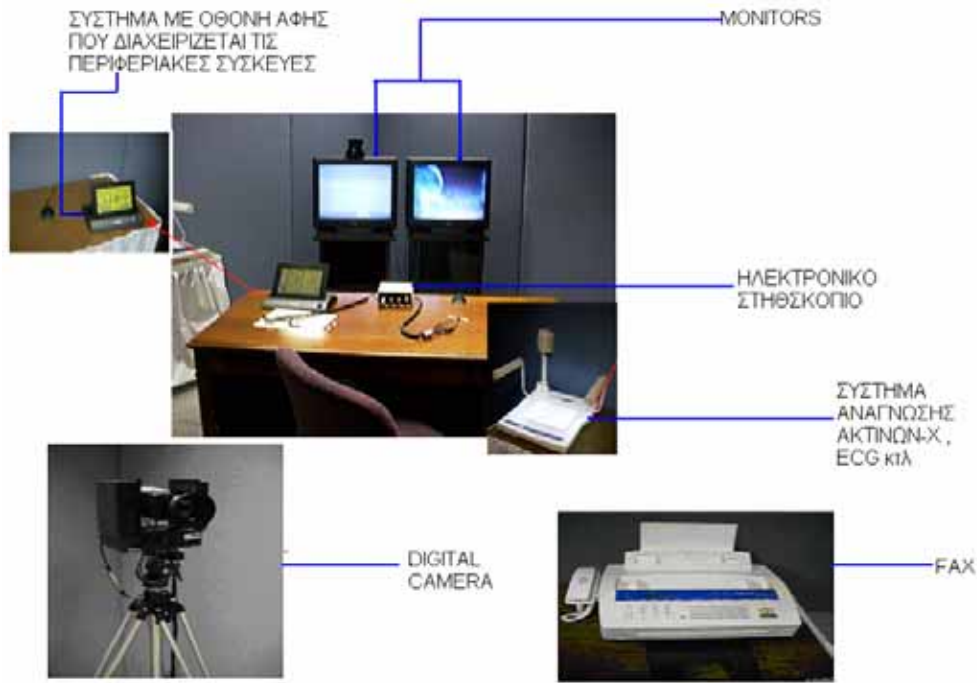 ΣΥΣΤΗΜΑ ΜΕ ΟΘΟΝΗ ΑΦΗΣ
ΠΟΥ ΔΙΑΧΕΙΡΙΖΕΤΑΙ ΤΙΣ
ΠΕΡΙΦΕΡΙΑΚΕΣ ΣΥΣΚΕΥΕΣ
MONITORS
ΗΛΕΚΤΡΟΝΙΚΟ
ΣΤΗΘΣΚΟΠΙΟ
ΣΥΣΤΗΜΑ
ΑΝΑΓΝΩΣΗΣ
ΑΚΤΙΝΩΝ-Χ ,
ECG κτλ
DIGITAL
CAMERA
FAX